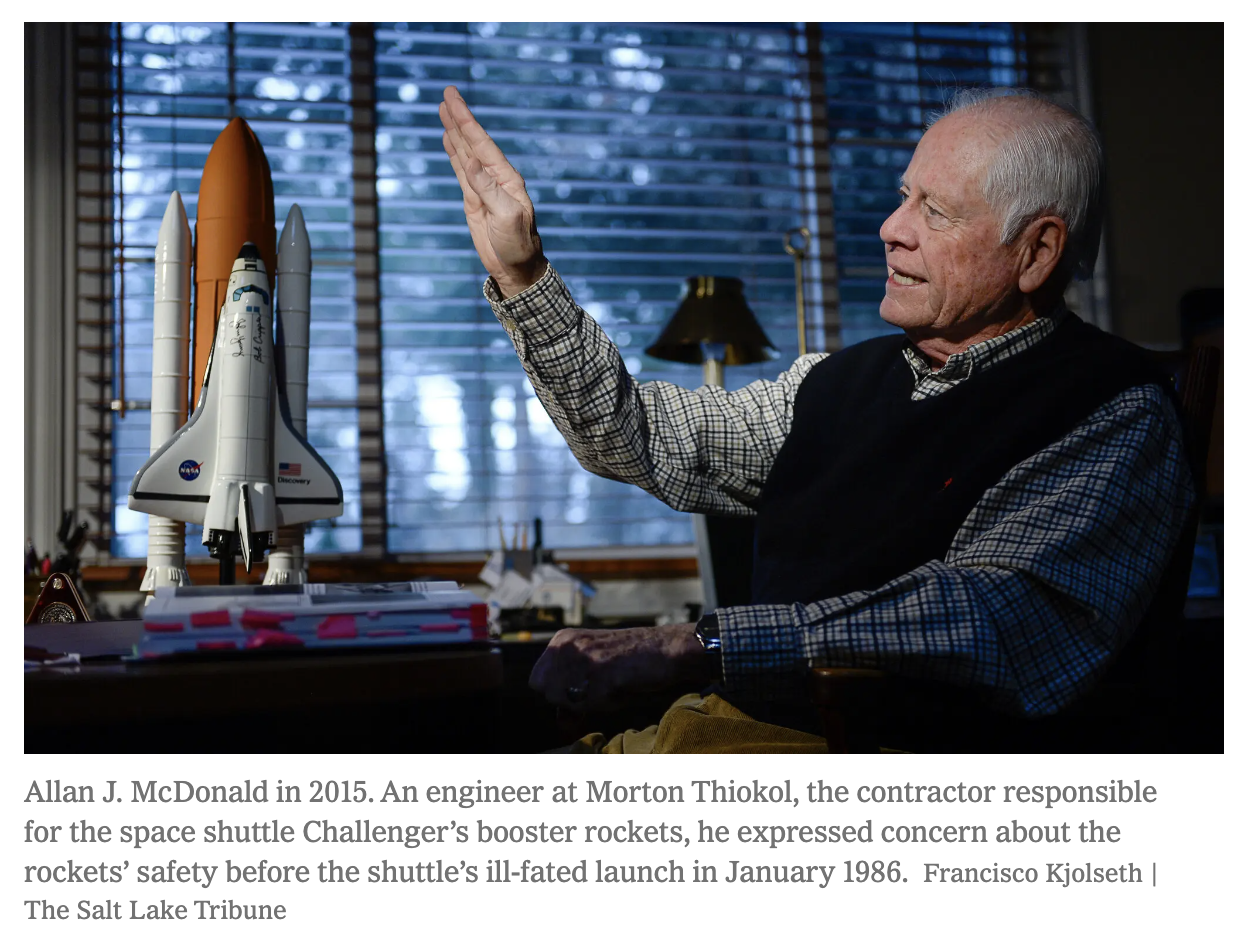 NASA
Discovery
Allan J. McDonald in 2015. An engineer at Morton Thiokol, the contractor responsible
for the space shuttle Challenger’s booster rockets, he expressed concern about the
rockets’ safety before the shuttle’s ill-fated launch in January 1986. Francisco Kjolseth |
The Salt Lake Tribune